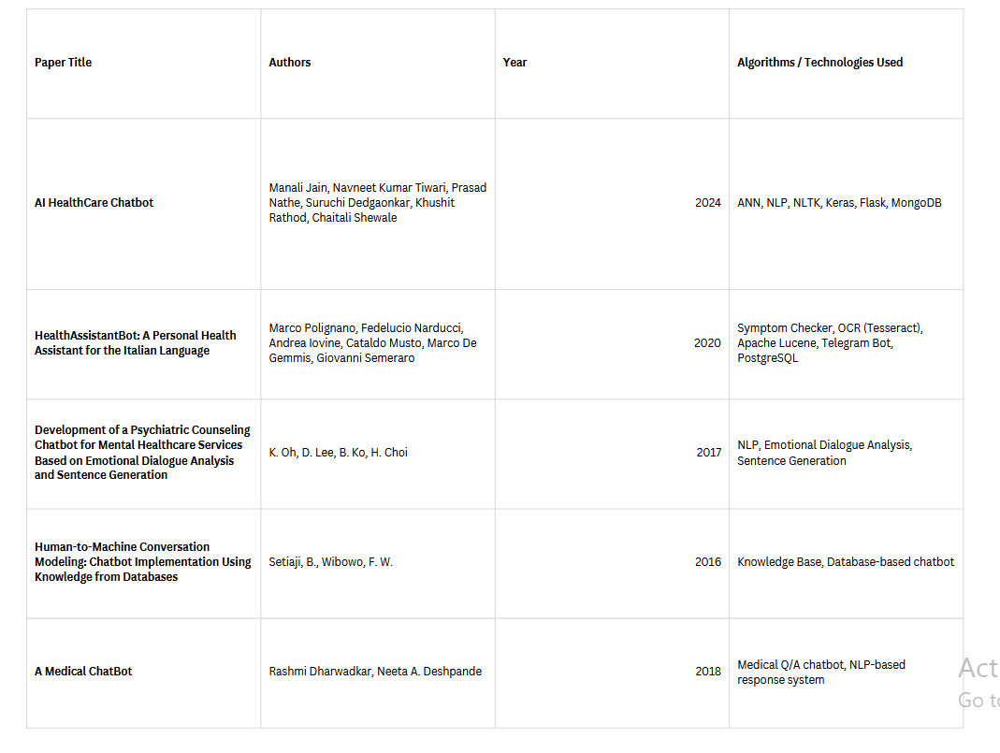 Paper Title
Authors
Year
Algorithms / Technologies Used
AI HealthCare Chatbot
Manali Jain, Navneet Kumar Tiwari, Prasad
Nathe, Suruchi Dedgaonkar, Khushit
Rathod, Chaitali Shewale
2024
ANN, NLP, NLTK, Keras, Flask, MongoDB
HealthAssistantBot: A Personal Health
Assistant for the Italian Language
Marco Polignano, Fedelucio Narducci,
Andrea Iovine, Cataldo Musto, Marco De
Gemmis, Giovanni Semeraro
2020
Symptom Checker, OCR (Tesseract),
Apache Lucene, Telegram Bot,
PostgreSQL
Development of a Psychiatric Counseling
Chatbot for Mental Healthcare Services
Based on Emotional Dialogue Analysis
and Sentence Generation
K. Oh, D. Lee, B. Ko, H. Choi
2017
NLP, Emotional Dialogue Analysis,
Sentence Generation
Human-to-Machine Conversation
Modeling: Chatbot Implementation Using
Knowledge from Databases
Setiaji, B., Wibowo, F. W.
2016
Knowledge Base, Database-based chatbot
A Medical ChatBot
Rashmi Dharwadkar, Neeta A. Deshpande
2018
Medical Q/A chatbot, NLP-based
response system
Act
Go to